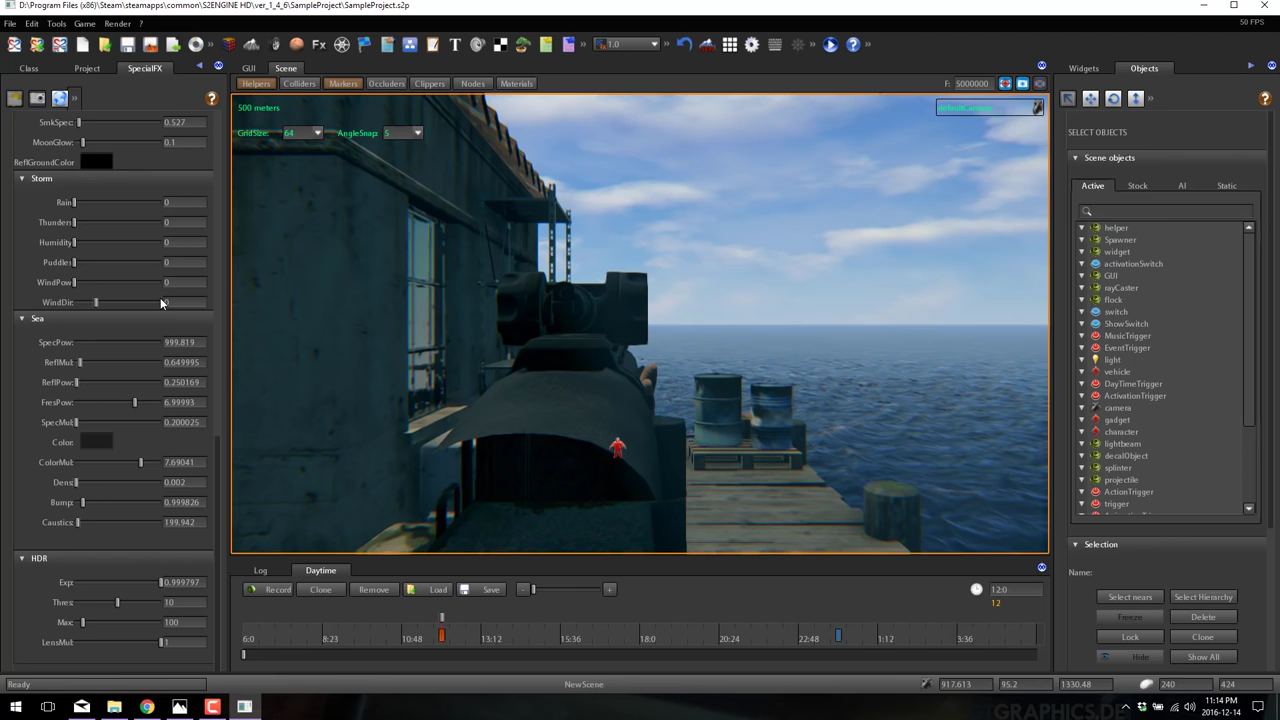 D:\Program Files (x86)\Steam\steamapps\common\S2ENGINE HD\ver_1_4_6\SampleProject\SampleProject.s2p
File Edit Tools Game Render ?
50 FPS
Fx T 1.0
Class Project SpecialFX
GUI Scene
Widgets Objects
Helpers Colliders Markers Occluders Clippers Nodes Materials F: 5000000
500 meters
defaultCamera
GridSize: 64 AngleSnap: 5
SmkSpec: 0.527
MoonGlow: 0.1
ReflGroundColor
Storm
Rain: 0
Thunder: 0
Humidity: 0
Puddles: 0
WindPow: 0
WindDir:
Sea
SpecPow: 999.819
ReflMul: 0.649995
ReflPow: 0.250169
FresPow: 6.99993
SpecMul: 0.200025
Color:
ColorMul: 7.69041
Dens: 0.002
Bump: 0.999826
Caustics: 199.942
HDR
Exp: 0.999797
Thres: 10
Max: 100
LensMul: 1
SELECT OBJECTS
Scene objects
Active Stock AI Static
helper
Spawner
widget
activationSwitch
GUI
rayCaster
flock
switch
ShowSwitch
MusicTrigger
EventTrigger
light
vehicle
DayTimeTrigger
ActivationTrigger
camera
gadget
character
lightbeam
decalObject
splinter
projectile
ActionTrigger
trigger
Selection
Name:
Select nears Select Hierarchy
Freeze Delete
Lock Clone
Hide Show All
Log Daytime
Record Clone Remove Load Save - + 12:0
12
6:0 8:23 10:48 13:12 15:36 18:0 20:24 22:48 1:12 3:36
Ready NewScene 917.613 95.2 1330.48 240 424
11:14 PM
2016-12-14